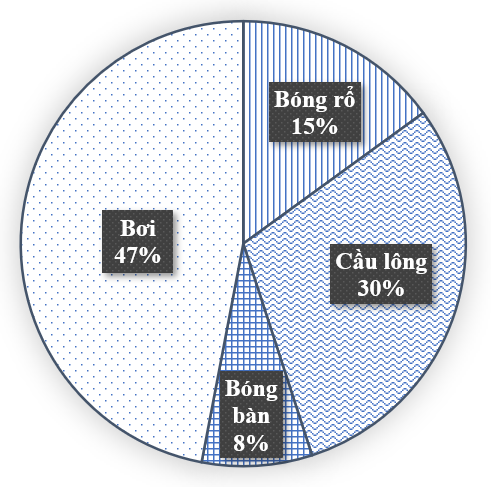 Bóng rổ
15%
Cầu lông
30%
Bóng
bàn
8%
Bơi
47%